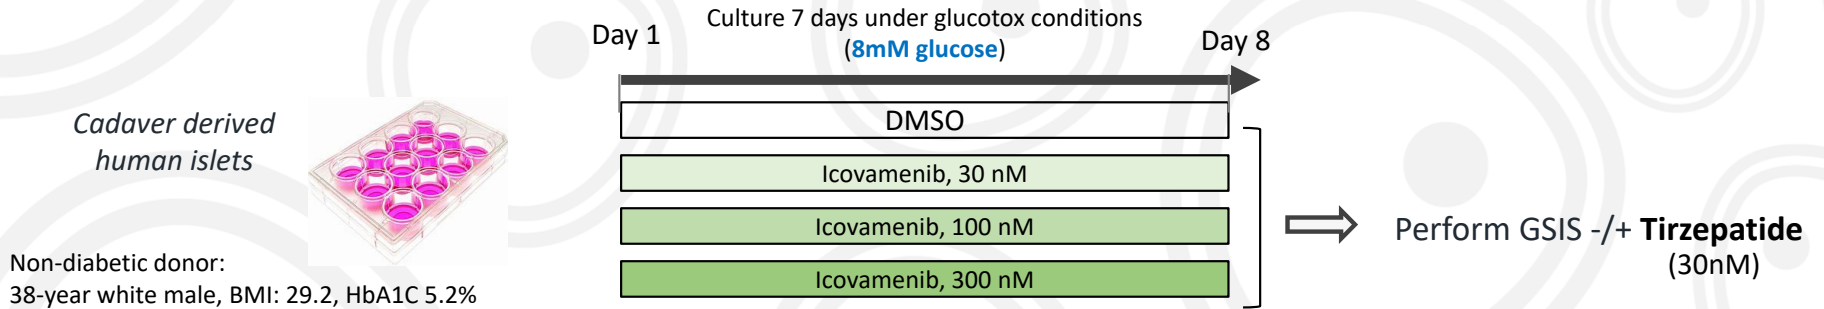 Culture 7 days under glucotox conditions
(8mM glucose)
Day 1
Day 8
Cadaver derived
human islets
DMSO
Icovamenib, 30 nM
Icovamenib, 100 nM
Icovamenib, 300 nM
Perform GSIS -/+ Tirzepatide
(30nM)
Non-diabetic donor:
38-year white male, BMI: 29.2, HbA1C 5.2%